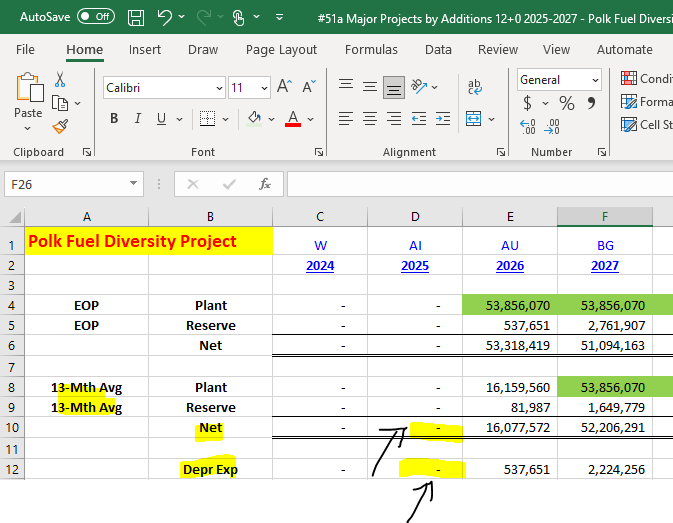 AutoSave Off #51a Major Projects by Additions 12+0 2025-2027 - Polk Fuel Diversi
File Home Insert Draw Page Layout Formulas Data Review View Automate
Paste Calibri 11 A A ab General Condi
B I U A $ % 9 Forma
.00 .00 Cell St
Clipboard Font Alignment Number
F26 fx
A B C D E F
1 Polk Fuel Diversity Project W AI AU BG
2 2024 2025 2026 2027
3
4 EOP Plant - - 53,856,070 53,856,070
5 EOP Reserve - - 537,651 2,761,907
6 Net - - 53,318,419 51,094,163
7
8 13-Mth Avg Plant - - 16,159,560 53,856,070
9 13-Mth Avg Reserve - - 81,987 1,649,779
10 Net - - 16,077,572 52,206,291
11
12 Depr Exp - - 537,651 2,224,256